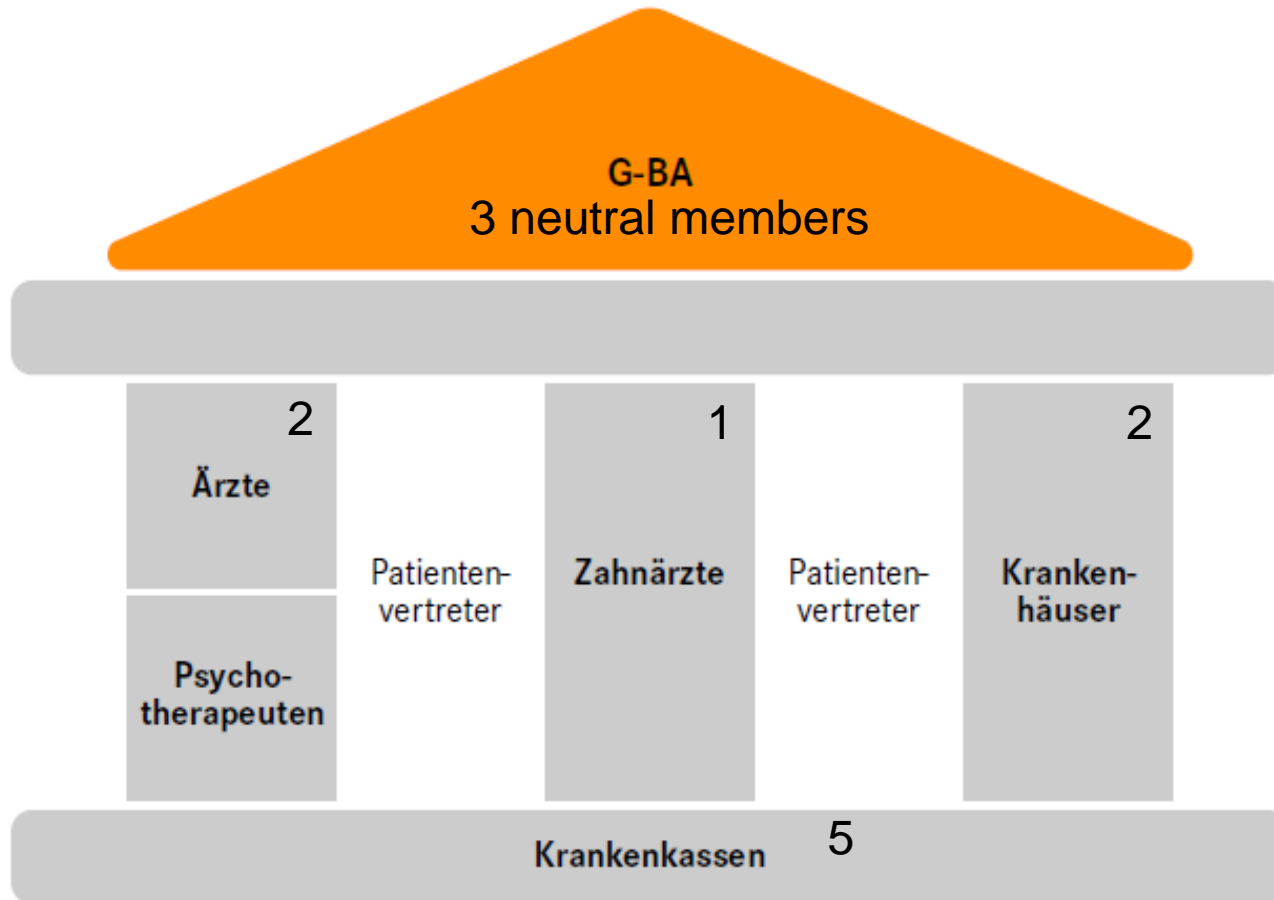 G-BA
3 neutral members
2
Ärzte
Psycho-
therapeuten
Patienten-
vertreter
1
Zahnärzte
Patienten-
vertreter
2
Kranken-
häuser
Krankenkassen 5